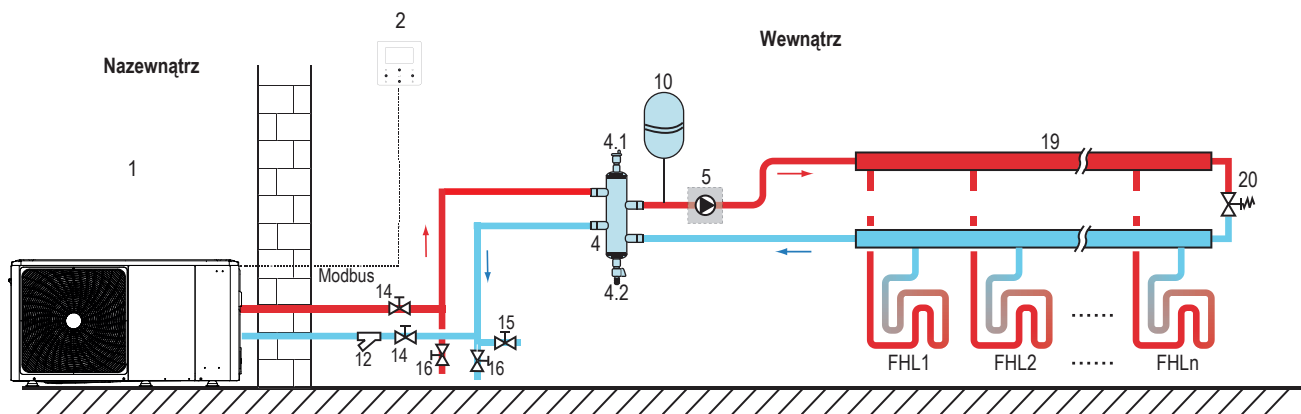 2
Wewnątrz
Nazewnątrz
10
4.1
1
19
5
20
4
Modbus
4.2
14
15
12
14
16
16
FHL1
FHL2
......
......
FHLn